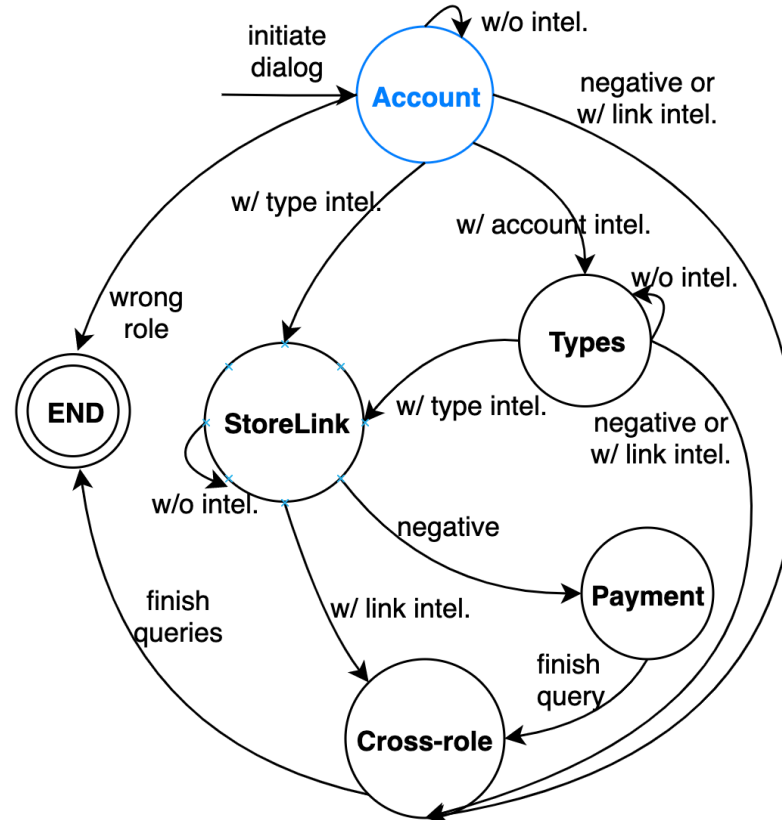 w/o intel.
initiate
dialog
Account
negative or
w/ link intel.
w/ type intel.
w/ account intel.
w/o intel.
wrong
role
Types
END
StoreLink
w/ type intel.
negative or
w/ link intel.
w/o intel.
negative
Payment
finish
queries
w/ link intel.
finish
query
Cross-role